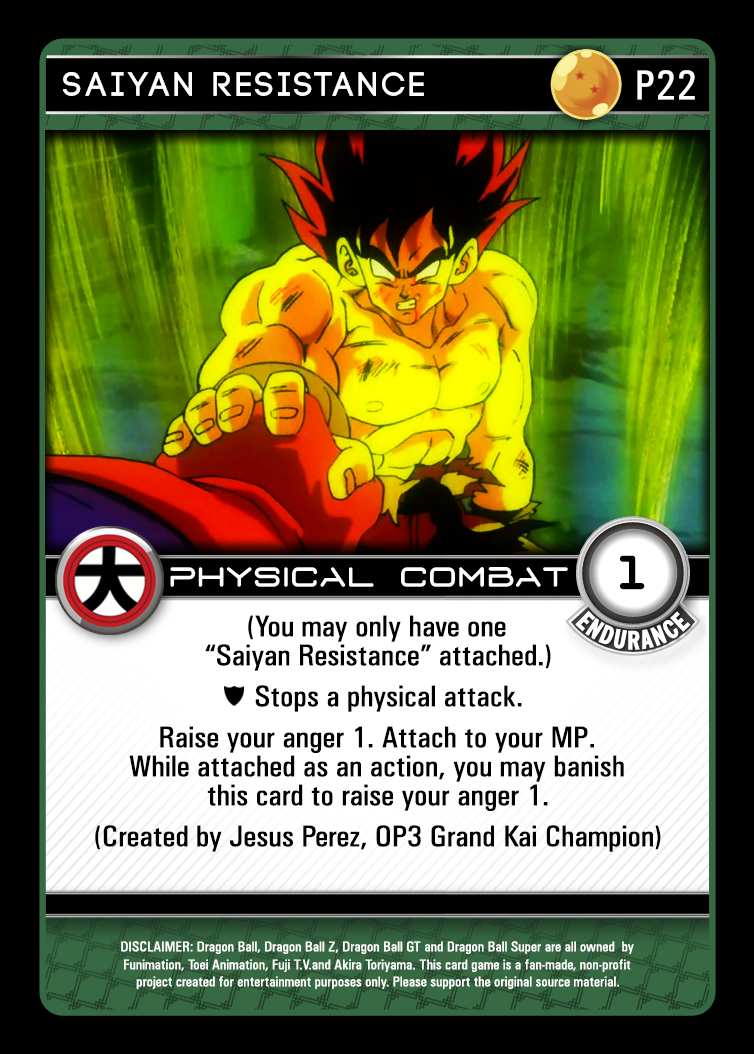 SAIYAN RESISTANCE P22
大 PHYSICAL COMBAT 1
ENDURANCE
(You may only have one
“Saiyan Resistance” attached.)
Stops a physical attack.
Raise your anger 1. Attach to your MP.
While attached as an action, you may banish
this card to raise your anger 1.
(Created by Jesus Perez, OP3 Grand Kai Champion)
DISCLAIMER: Dragon Ball, Dragon Ball Z, Dragon Ball GT and Dragon Ball Super are all owned by
Funimation, Toei Animation, Fuji T.V.and Akira Toriyama. This card game is a fan-made, non-profit
project created for entertainment purposes only. Please support the original source material.